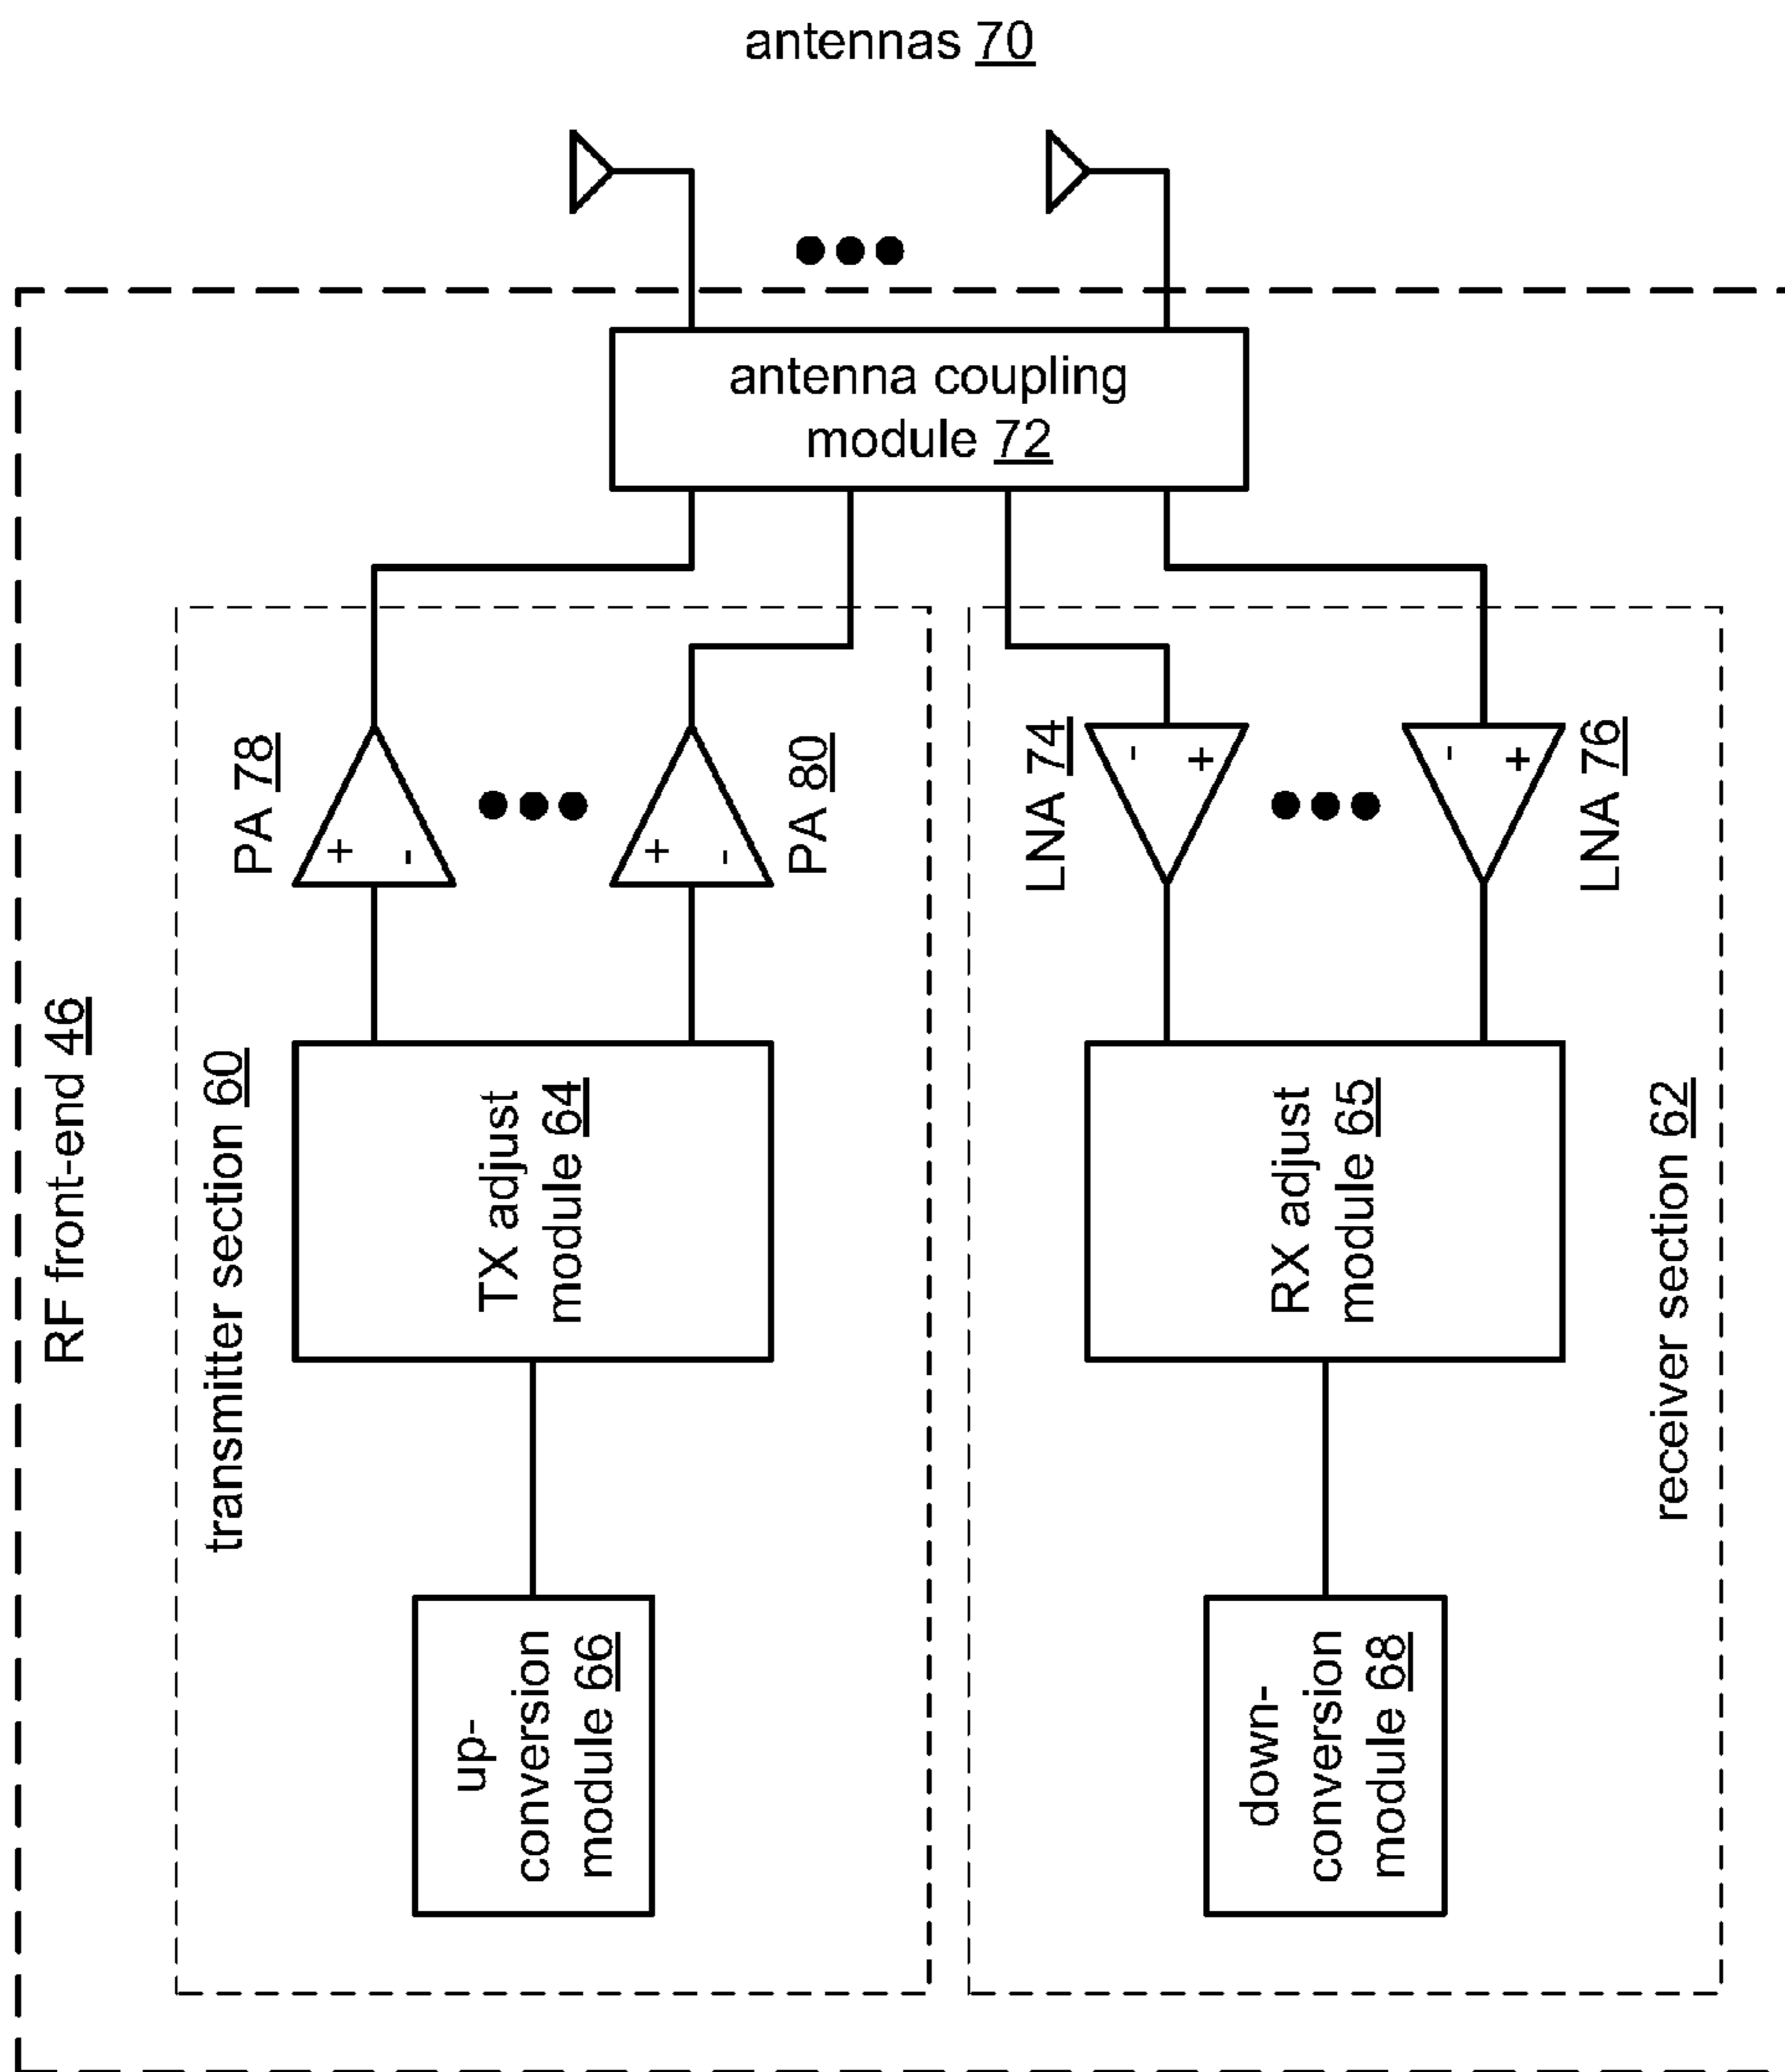 antennas 70
antenna coupling
module 72
RF front-end 46
transmitter section 60
PA 78
+
-
PA 80
+
-
TX adjust
module 64
up-
conversion
module 66
LNA 74
-
+
LNA 76
-
+
RX adjust
module 65
down-
conversion
module 68
receiver section 62